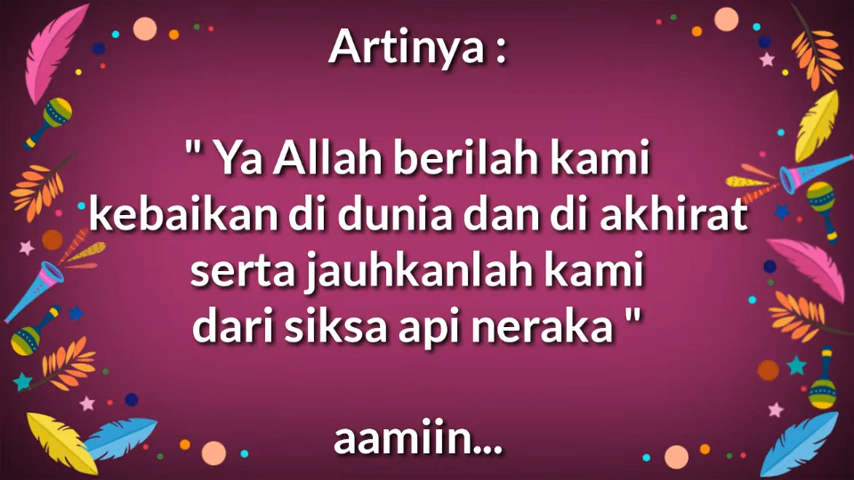 Artinya :
" Ya Allah berilah kami
kebaikan di dunia dan di akhirat
serta jauhkanlah kami
dari siksa api neraka "
aamiin...